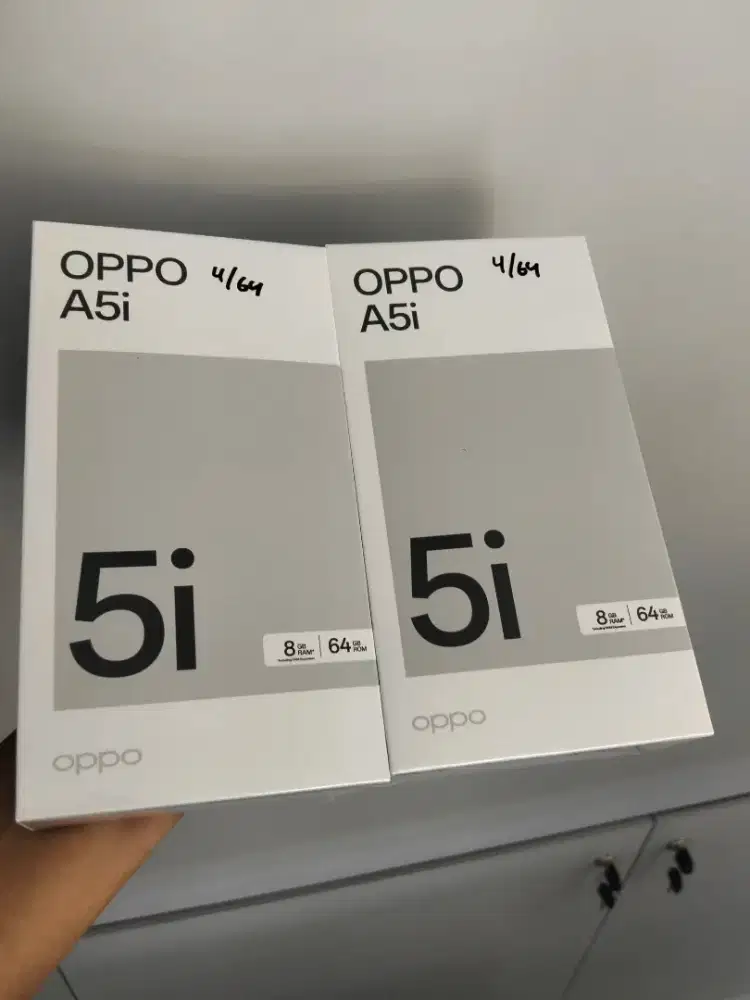 OPPO 4/64
A5i
5i
8 GB RAM* | 64 GB ROM
oppo
OPPO 4/64
A5i
5i
8 GB RAM* | 64 GB ROM
oppo